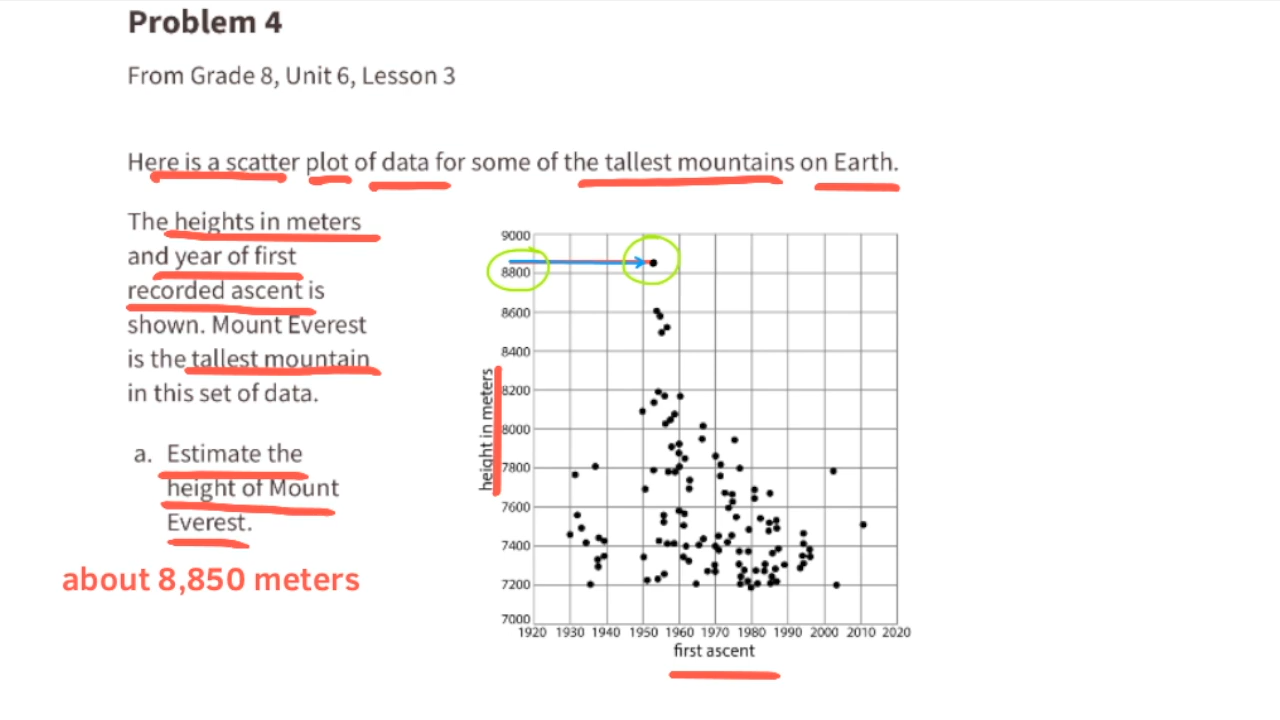 Problem 4
From Grade 8, Unit 6, Lesson 3
Here is a scatter plot of data for some of the tallest mountains on Earth.
The heights in meters
and year of first
recorded ascent is
shown. Mount Everest
is the tallest mountain
in this set of data.
a. Estimate the
height of Mount
Everest.
about 8,850 meters
9000
8800
8600
8400
8200
8000
7800
7600
7400
7200
7000
height in meters
1920 1930 1940 1950 1960 1970 1980 1990 2000 2010 2020
first ascent